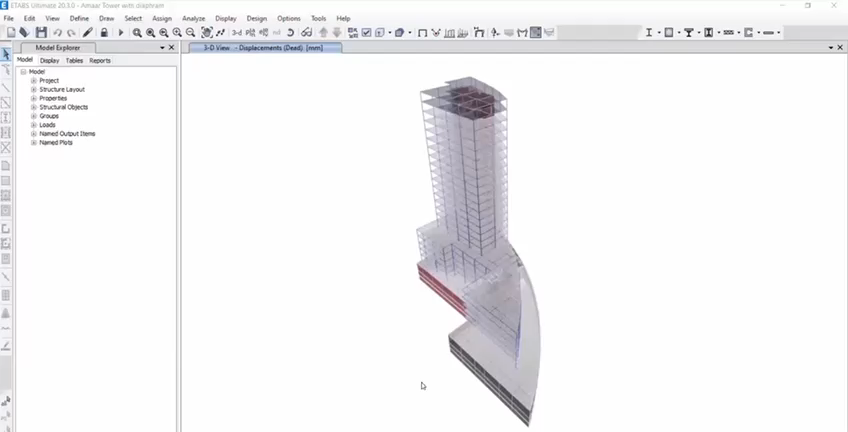 ETABS Ultimate 20.3.0 - Amaar Tower with diaphram
File Edit View Define Draw Select Assign Analyze Display Design Options Tools Help
3-D
Model Explorer
3-D View - Displacements (Dead) [mm]
Model Display Tables Reports
Model
Project
Structure Layout
Properties
Structural Objects
Groups
Loads
Named Output Items
Named Plots